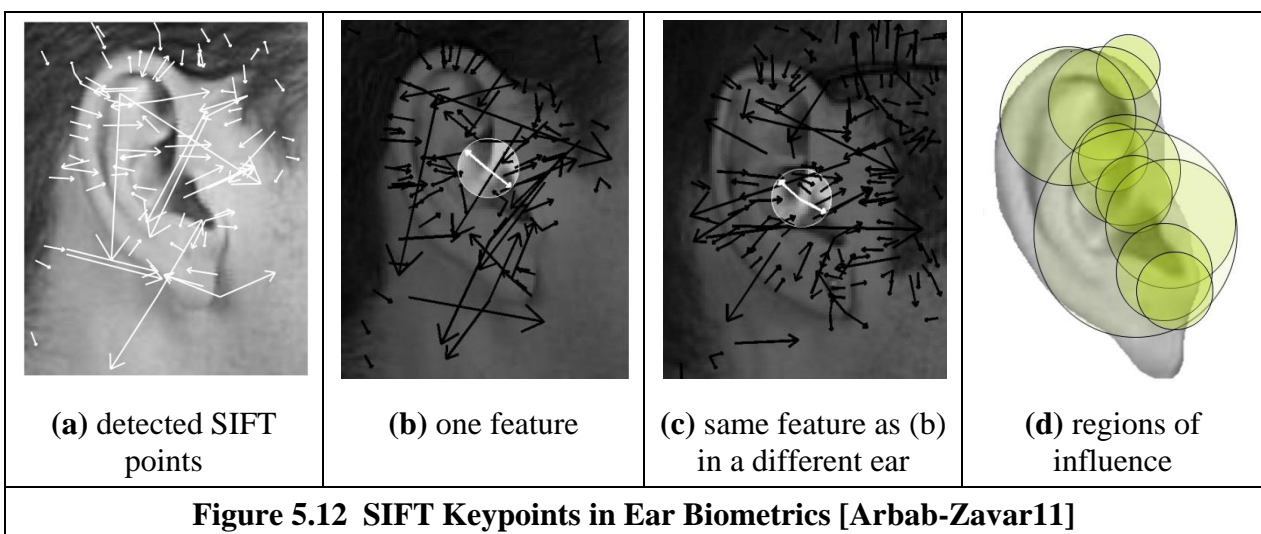 (a) detected SIFT
points
(b) one feature
(c) same feature as (b)
in a different ear
(d) regions of
influence
Figure 5.12 SIFT Keypoints in Ear Biometrics [Arbab-Zavar11]